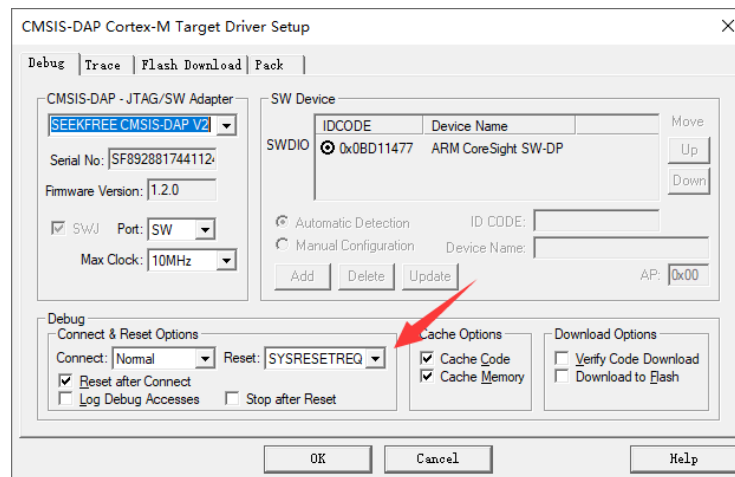 CMSIS-DAP Cortex-M Target Driver Setup
Debug Trace Flash Download Pack
CMSIS-DAP - JTAG/SW Adapter
SEEKFREE CMSIS-DAP V2
Serial No: SF8928817441124
Firmware Version: 1.2.0
SWJ Port: SW
Max Clock: 10MHz
SW Device
IDCODE Device Name
SWDIO 0x0BD11477 ARM CoreSight SW-DP
Move
Up
Down
Automatic Detection ID CODE:
Manual Configuration Device Name:
Add Delete Update AP: 0x00
Debug
Connect & Reset Options
Connect: Normal Reset: SYSRESETREQ
Reset after Connect
Log Debug Accesses Stop after Reset
Cache Options
Cache Code
Cache Memory
Download Options
Verify Code Download
Download to Flash
OK Cancel Help